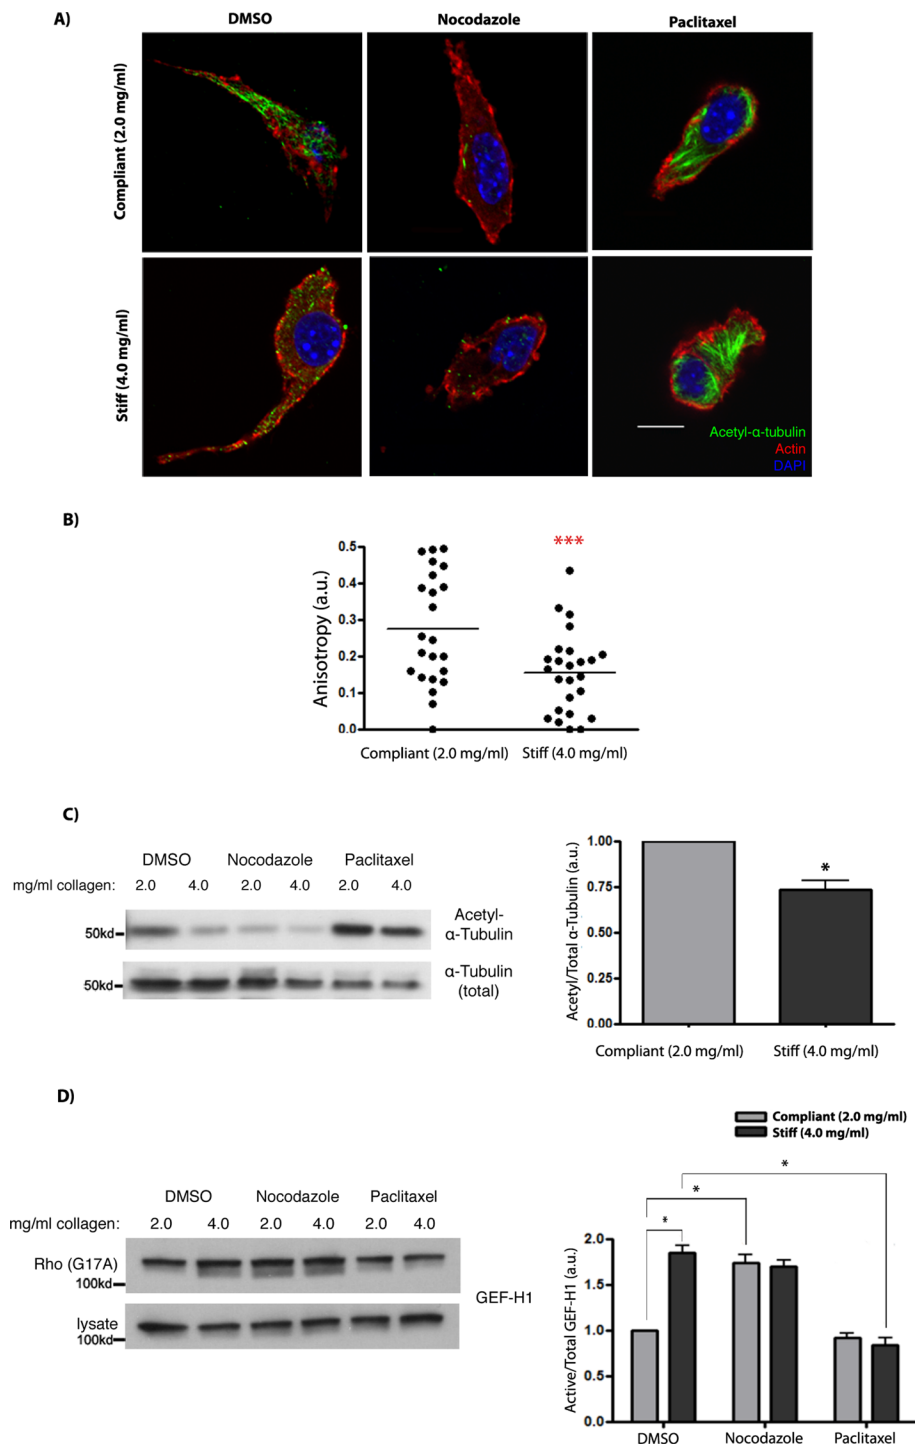 A)
DMSO
Nocodazole
Paclitaxel
Compliant (2.0 mg/ml)
Stiff (4.0 mg/ml)
Acetyl-α-tubulin
Actin
DAPI
B)
***
Anisotropy (a.u.)
0.5
0.4
0.3
0.2
0.1
0.0
Compliant (2.0 mg/ml)
Stiff (4.0 mg/ml)
C)
DMSO
Nocodazole
Paclitaxel
mg/ml collagen:
2.0
4.0
2.0
4.0
2.0
4.0
50kd
Acetyl-
α-Tubulin
50kd
α-Tubulin
(total)
Acetyl/Total α-Tubulin (a.u.)
1.00
0.75
0.50
0.25
0.00
*
Compliant (2.0 mg/ml)
Stiff (4.0 mg/ml)
D)
DMSO
Nocodazole
Paclitaxel
mg/ml collagen:
2.0
4.0
2.0
4.0
2.0
4.0
Rho (G17A)
100kd
lysate
100kd
GEF-H1
Compliant (2.0 mg/ml)
Stiff (4.0 mg/ml)
*
*
*
Active/Total GEF-H1 (a.u.)
2.0
1.5
1.0
0.5
0.0
DMSO
Nocodazole
Paclitaxel